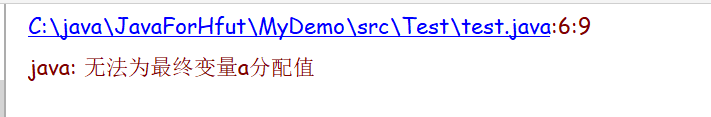 C:\java\JavaForHfut\MyDemo\src\Test\test.java:6:9
java: 无法为最终变量a分配值